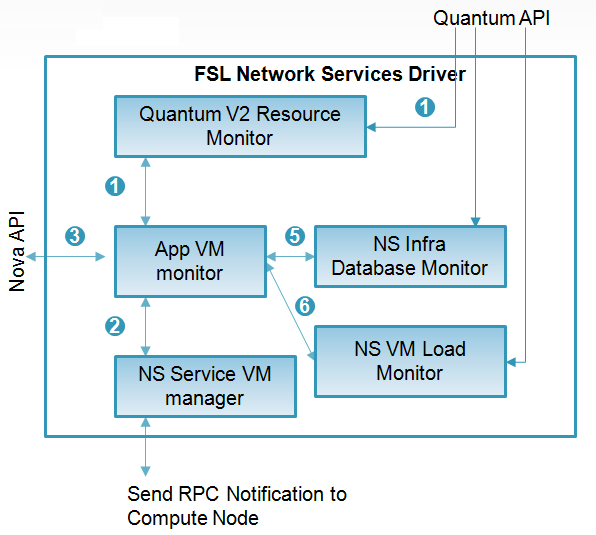 Quantum API
FSL Network Services Driver
Quantum V2 Resource
Monitor
1
1
Nova API
3
App VM
monitor
5
NS Infra
Database Monitor
6
2
NS VM Load
Monitor
NS Service VM
manager
Send RPC Notification to
Compute Node